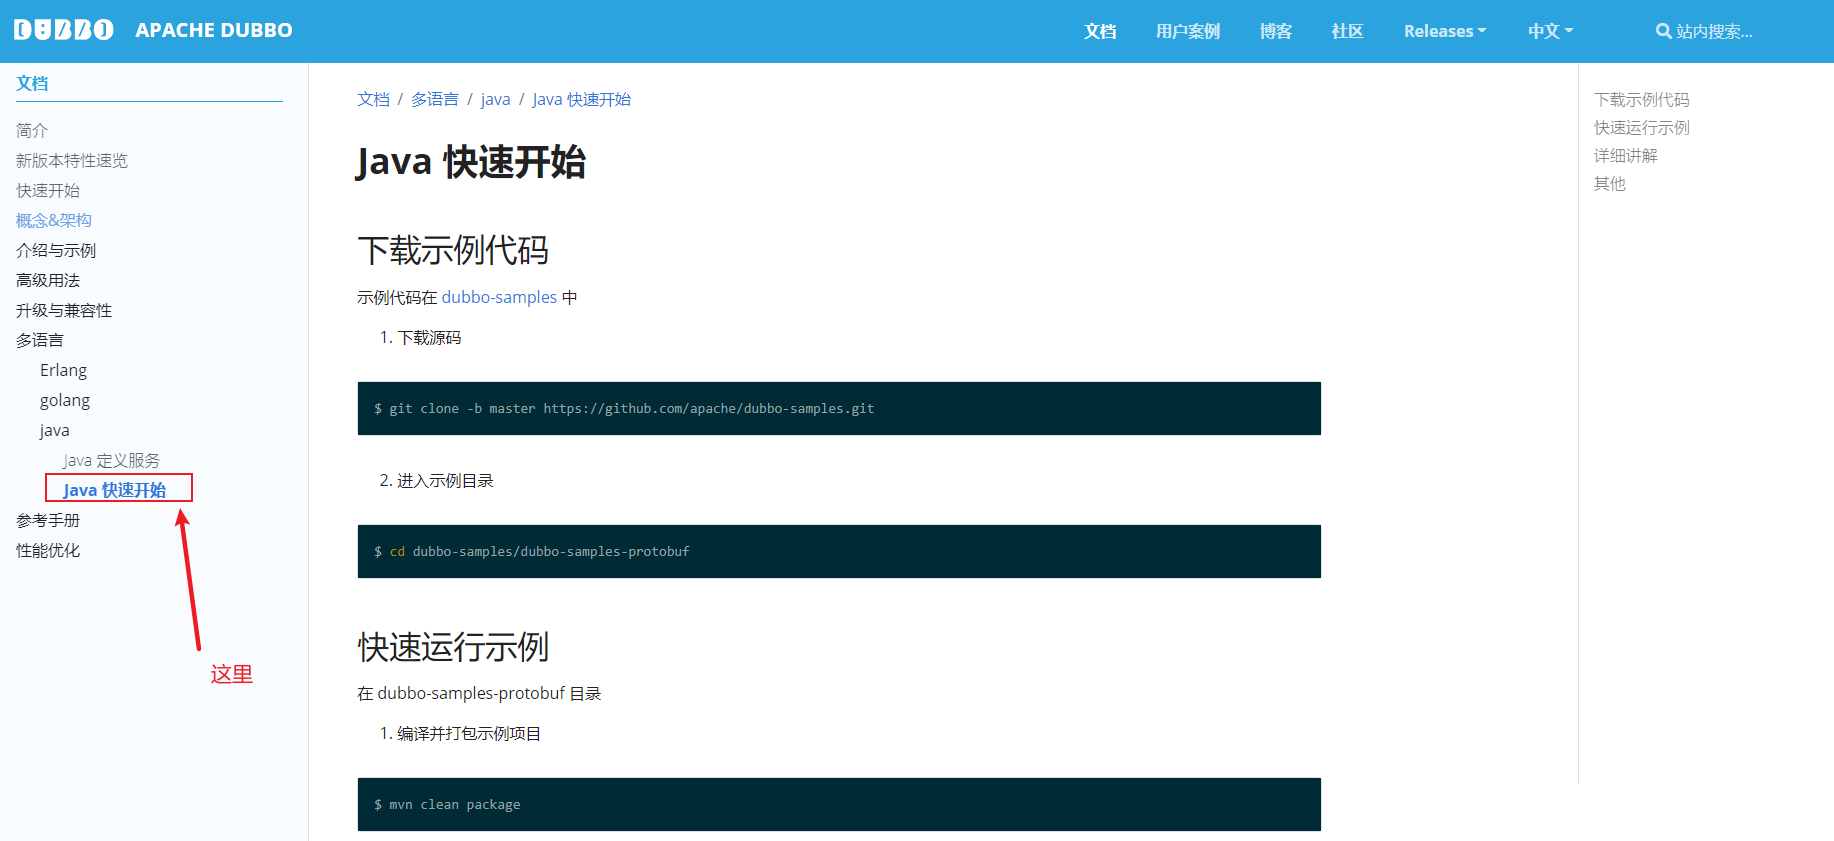 DUBBO APACHE DUBBO 文档 用户案例 博客 社区 Releases 中文 站内搜索...
文档
简介
新版本特性速览
快速开始
概念&架构
介绍与示例
高级用法
升级与兼容性
多语言
Erlang
golang
java
Java 定义服务
Java 快速开始
参考手册
性能优化
这里
文档 / 多语言 / java / Java 快速开始
Java 快速开始
下载示例代码
示例代码在 dubbo-samples 中
1. 下载源码
$ git clone -b master https://github.com/apache/dubbo-samples.git
2. 进入示例目录
$ cd dubbo-samples/dubbo-samples-protobuf
快速运行示例
在 dubbo-samples-protobuf 目录
1. 编译并打包示例项目
$ mvn clean package
下载示例代码
快速运行示例
详细讲解
其他